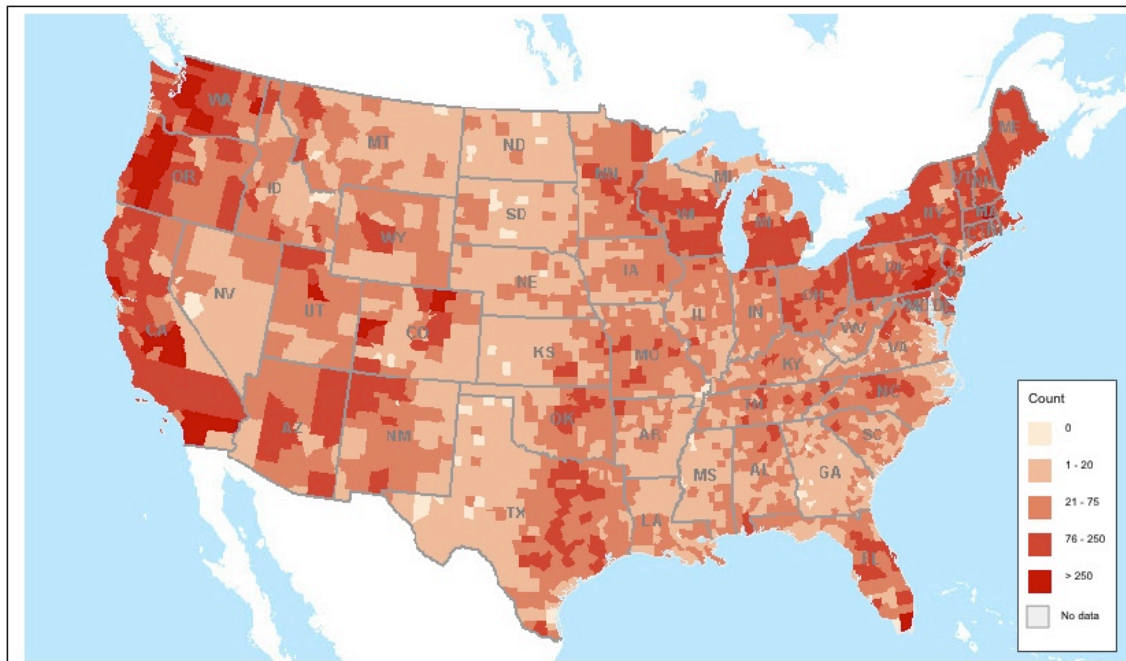 WA
MT
ND
MN
ME
OR
ID
SD
WI
MI
MI
VT
NH
NY
MA
WY
IA
PE
NJ
NE
NV
UT
CO
IL
IN
OH
WV
VA
CA
KS
MO
KY
AZ
NM
OK
AR
TN
NC
SC
MS
AL
GA
TX
LA
FL
Count
0
1 - 20
21 - 75
76 - 250
> 250
No data